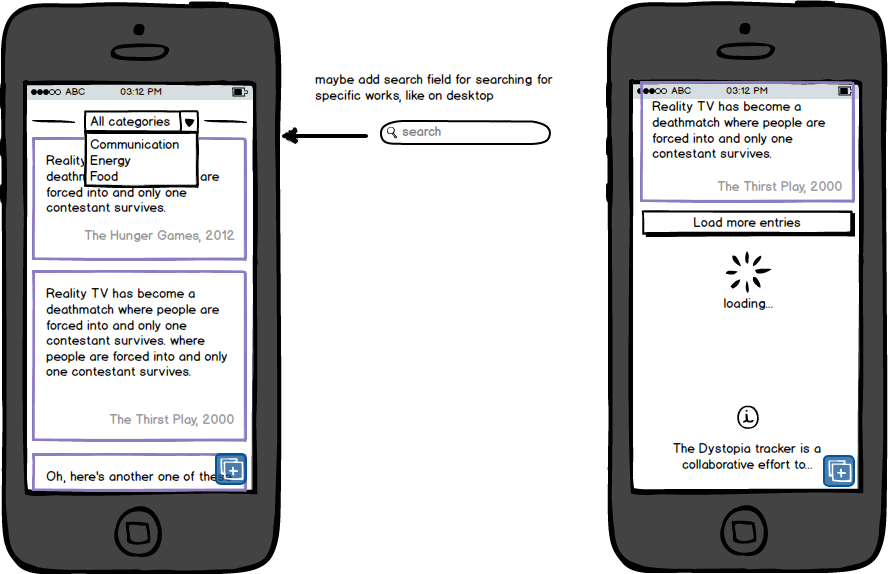 ABC 03:12 PM
All categories
Communication
Energy
Food
Reality
deathm are
forced into and only one
contestant survives.
The Hunger Games, 2012
Reality TV has become a
deathmatch where people are
forced into and only one
contestant survives. where
people are forced into and only
one contestant survives.
The Thirst Play, 2000
Oh, here's another one of thes
maybe add search field for searching for
specific works, like on desktop
search
ABC 03:12 PM
Reality TV has become a
deathmatch where people are
forced into and only one
contestant survives.
The Thirst Play, 2000
Load more entries
loading...
The Dystopia tracker is a
collaborative effort to...